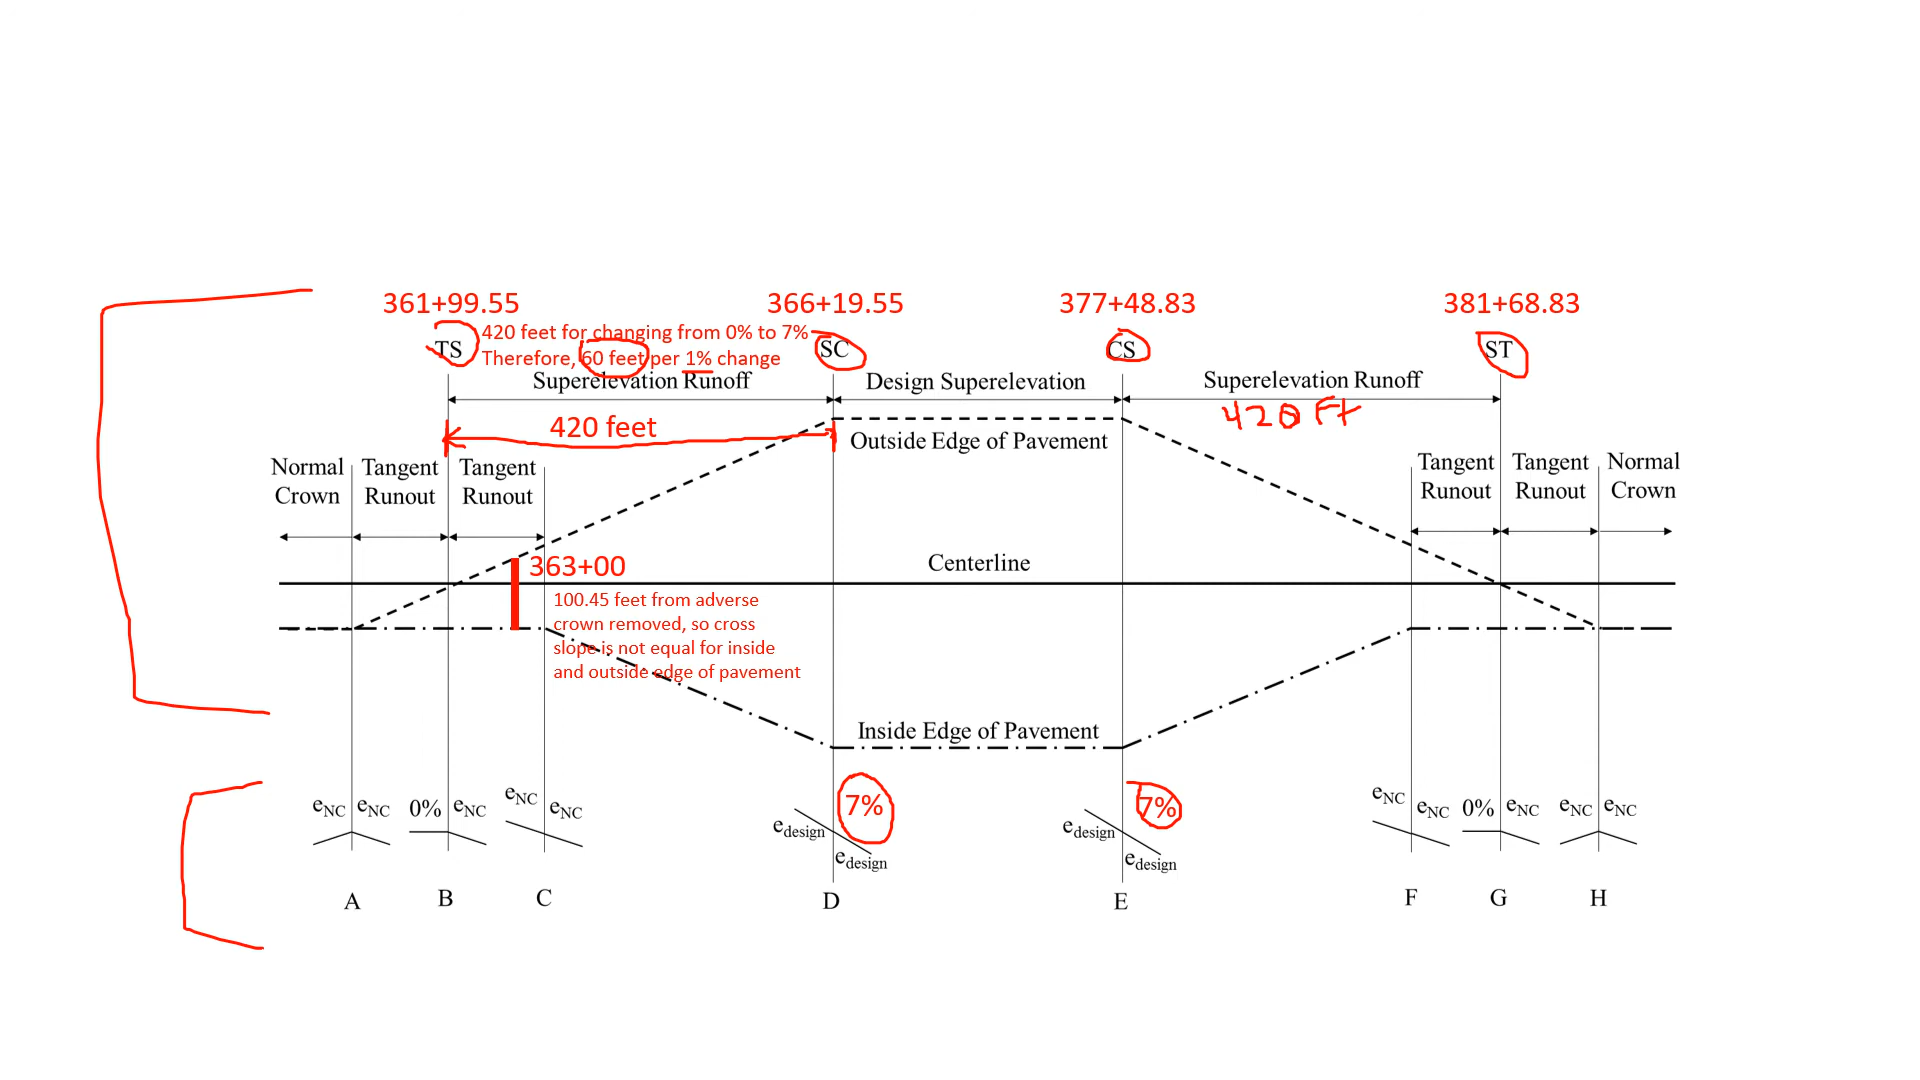 361+99.55 366+19.55 377+48.83 381+68.83
TS 420 feet for changing from 0% to 7% SC CS ST
Therefore, 60 feet per 1% change
Superelevation Runoff Design Superelevation Superelevation Runoff
420 feet 420 Ft
Outside Edge of Pavement
Normal Tangent Tangent Tangent Tangent Normal
Crown Runout Runout Runout Runout Crown
363+00 Centerline
100.45 feet from adverse
crown removed, so cross
slope is not equal for inside
and outside edge of pavement
Inside Edge of Pavement
eNC eNC 0% eNC eNC eNC 7% 7% eNC eNC 0% eNC eNC eNC
edesign edesign
edesign edesign
A B C D E F G H